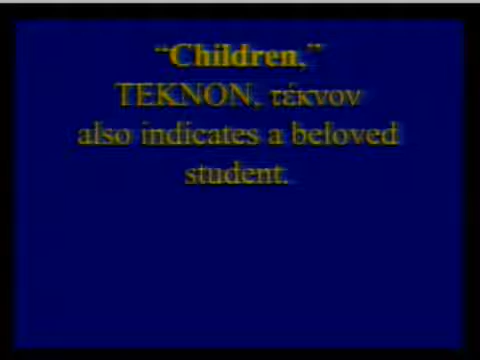 “Children,”
TEKNON, τέκνον
also indicates a beloved
student.